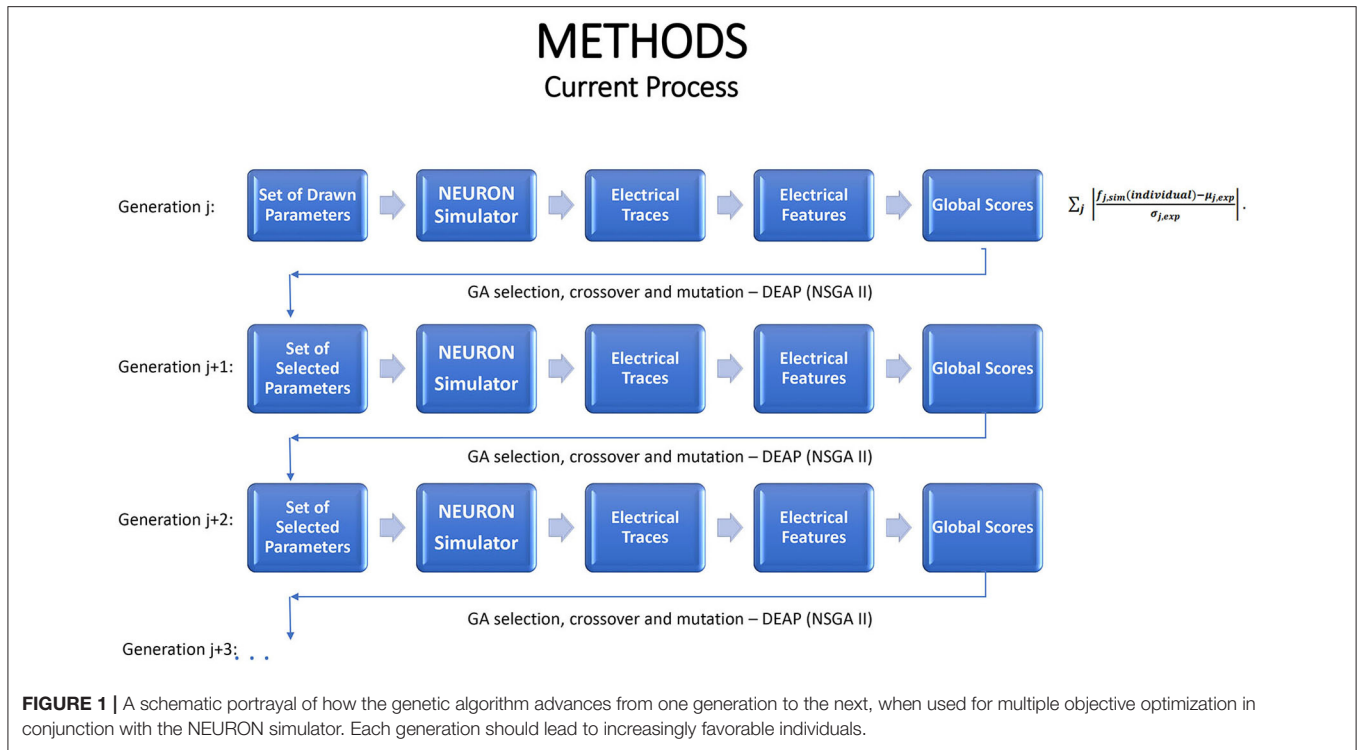 METHODS
Current Process
Generation j:
Set of Drawn
Parameters
NEURON
Simulator
Electrical
Traces
Electrical
Features
Global Scores
∑_j |(f_{j,sim}(individual)−μ_{j,exp})/σ_{j,exp}|.
GA selection, crossover and mutation – DEAP (NSGA II)
Generation j+1:
Set of
Selected
Parameters
NEURON
Simulator
Electrical
Traces
Electrical
Features
Global Scores
GA selection, crossover and mutation – DEAP (NSGA II)
Generation j+2:
Set of
Selected
Parameters
NEURON
Simulator
Electrical
Traces
Electrical
Features
Global Scores
GA selection, crossover and mutation – DEAP (NSGA II)
Generation j+3: . . .
FIGURE 1 | A schematic portrayal of how the genetic algorithm advances from one generation to the next, when used for multiple objective optimization in
conjunction with the NEURON simulator. Each generation should lead to increasingly favorable individuals.